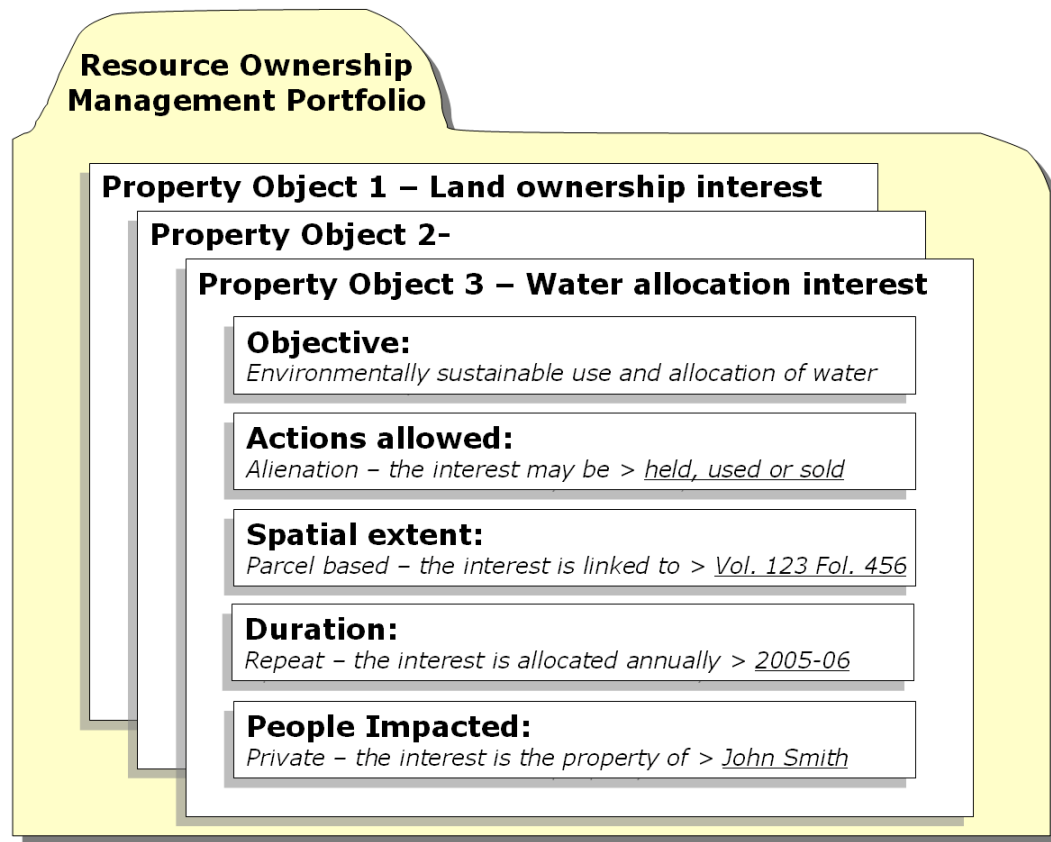 Resource Ownership
Management Portfolio
Property Object 1 – Land ownership interest
Property Object 2-
Property Object 3 – Water allocation interest
Objective:
Environmentally sustainable use and allocation of water
Actions allowed:
Alienation – the interest may be > held, used or sold
Spatial extent:
Parcel based – the interest is linked to > Vol. 123 Fol. 456
Duration:
Repeat – the interest is allocated annually > 2005-06
People Impacted:
Private – the interest is the property of > John Smith